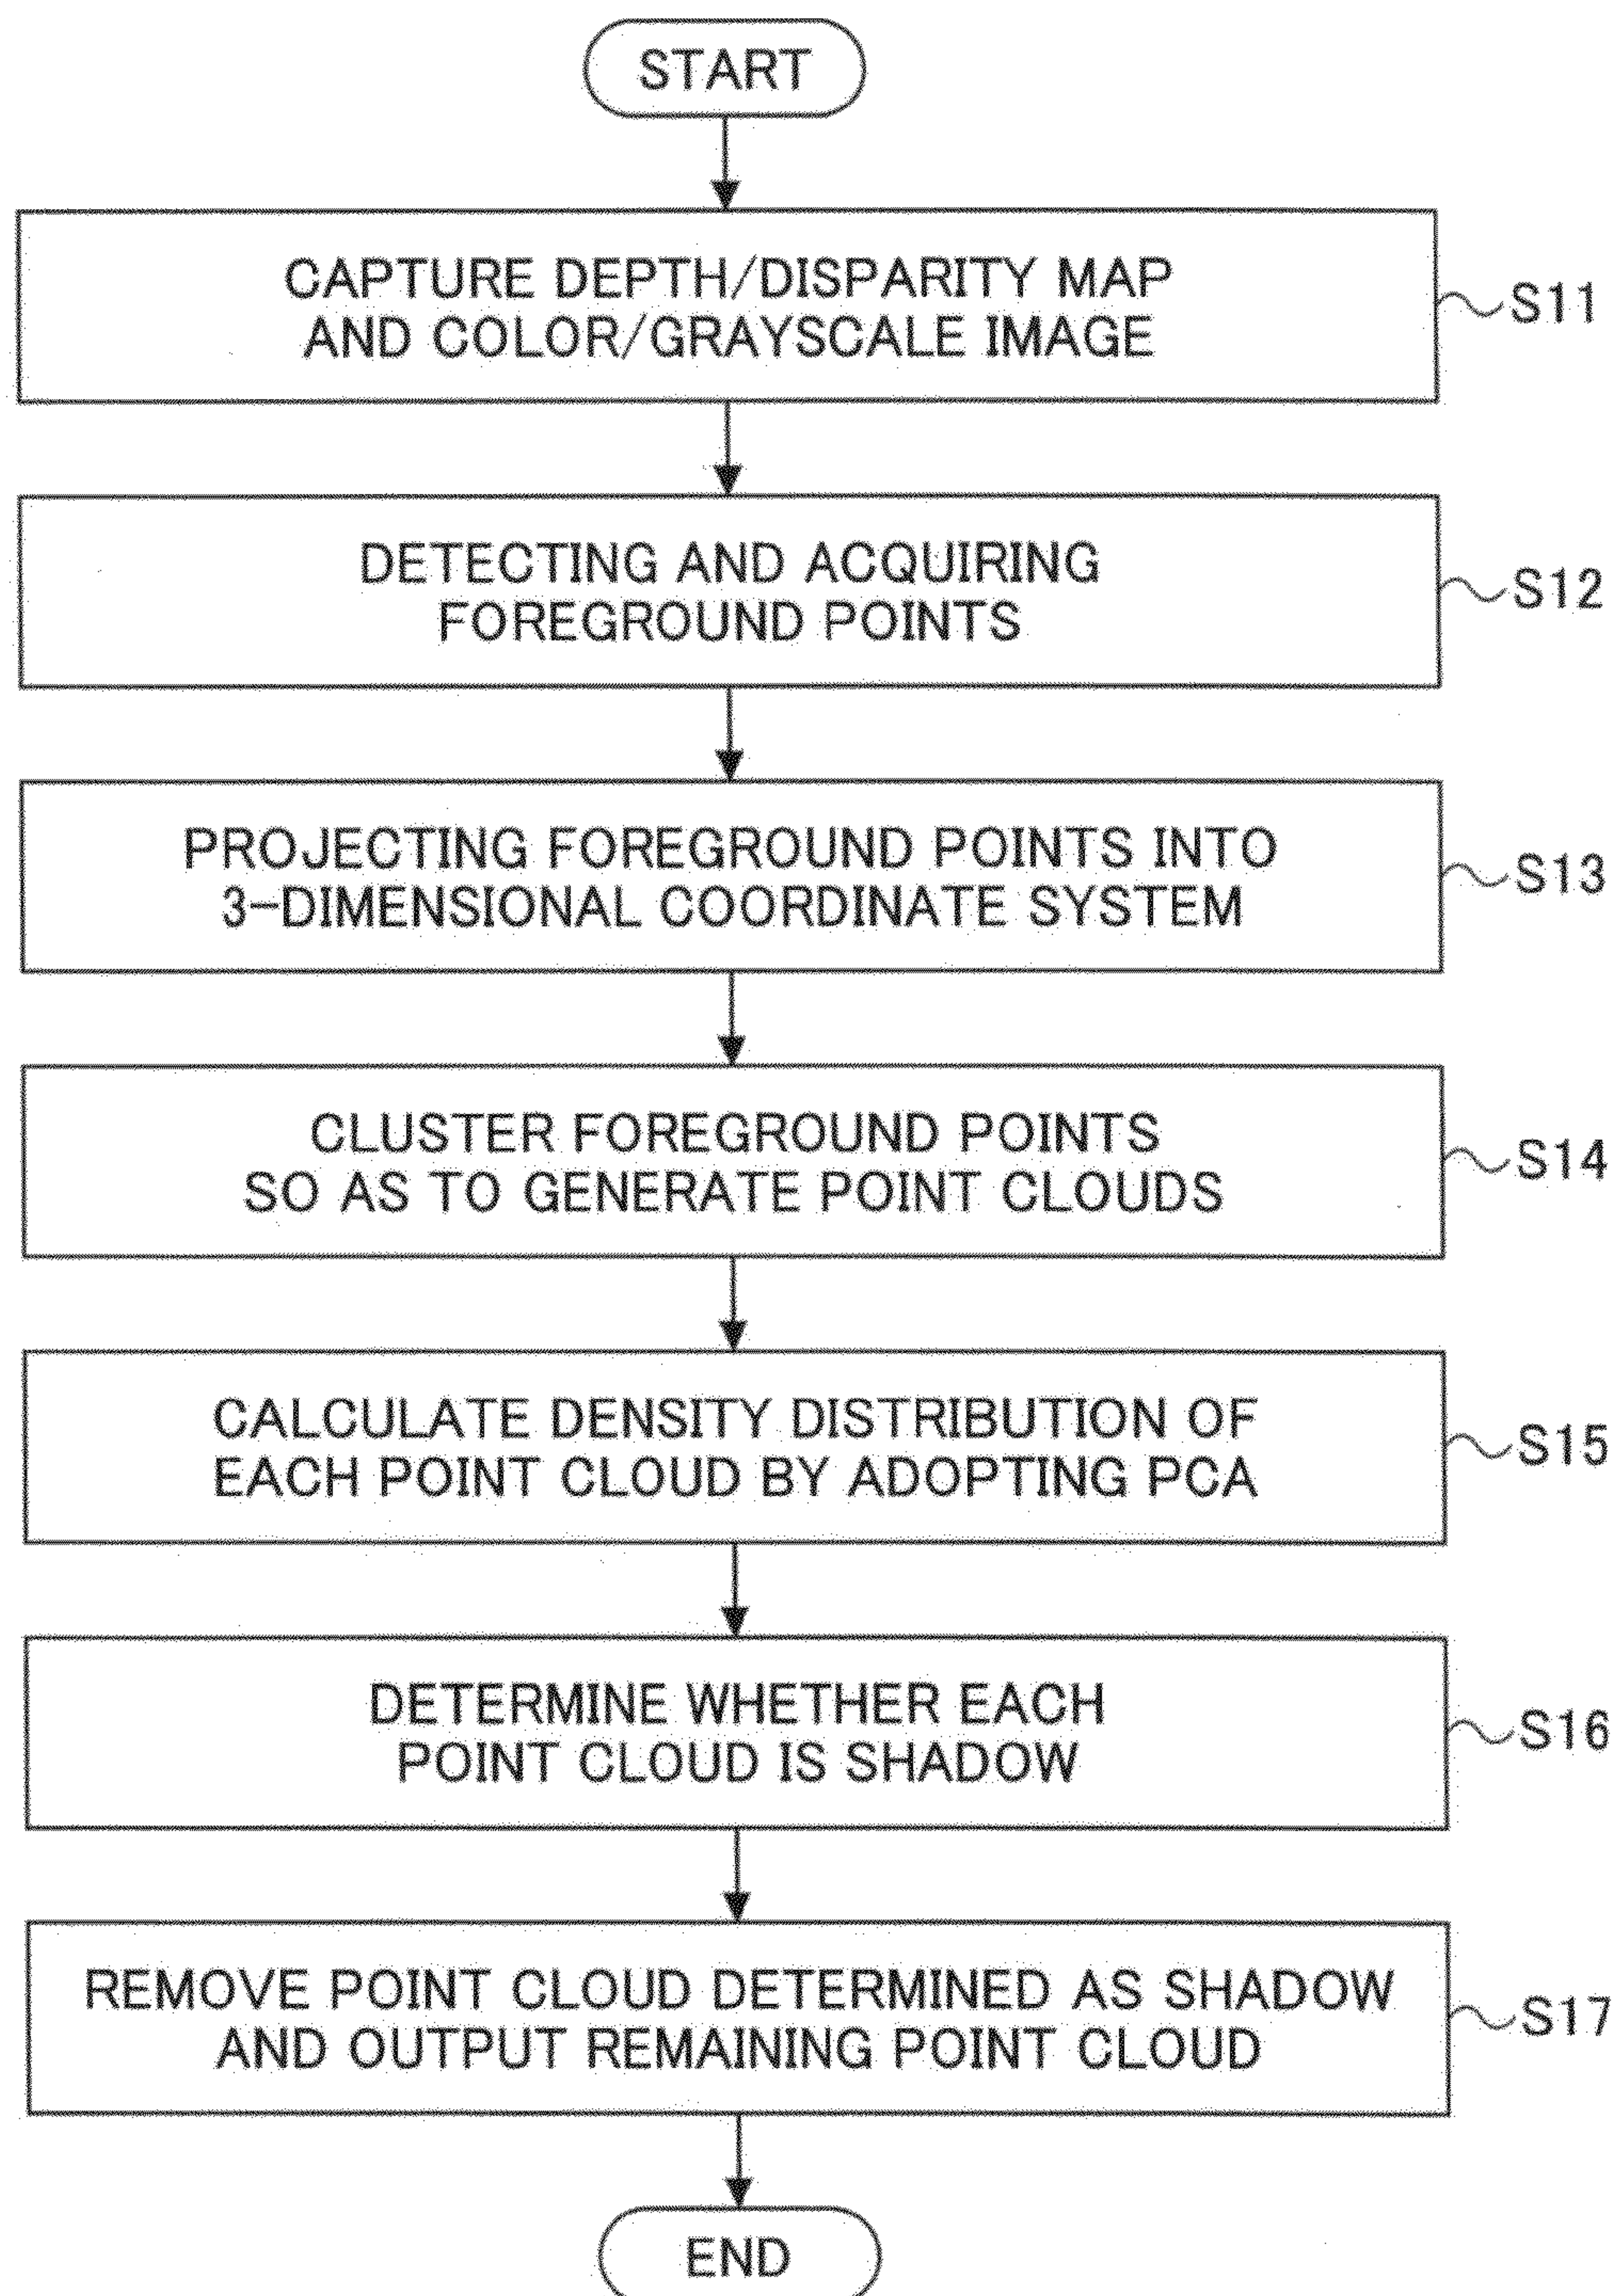 START
CAPTURE DEPTH/DISPARITY MAP
AND COLOR/GRAYSCALE IMAGE
S11
DETECTING AND ACQUIRING
FOREGROUND POINTS
S12
PROJECTING FOREGROUND POINTS INTO
3-DIMENSIONAL COORDINATE SYSTEM
S13
CLUSTER FOREGROUND POINTS
SO AS TO GENERATE POINT CLOUDS
S14
CALCULATE DENSITY DISTRIBUTION OF
EACH POINT CLOUD BY ADOPTING PCA
S15
DETERMINE WHETHER EACH
POINT CLOUD IS SHADOW
S16
REMOVE POINT CLOUD DETERMINED AS SHADOW
AND OUTPUT REMAINING POINT CLOUD
S17
END